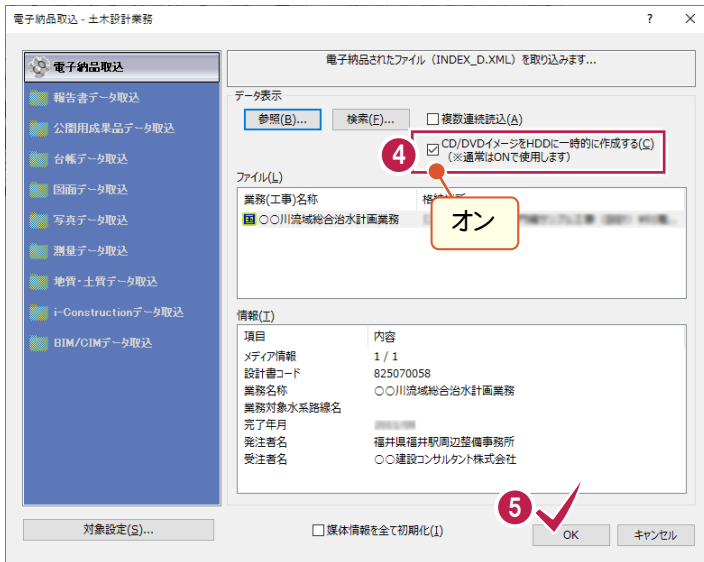 電子納品取込 - 土木設計業務
? ×
電子納品取込
報告書データ取込
公開用成果品データ取込
台帳データ取込
図面データ取込
写真データ取込
測量データ取込
地質・土質データ取込
i-Constructionデータ取込
BIM/CIMデータ取込
対象設定(S)...
電子納品されたファイル（INDEX_D.XML）を取り込みます...
データ表示
参照(B)... 検索(F)... 複数連続読込(A)
4 CD/DVDイメージをHDDに一時的に作成する(C)
（※通常はONで使用します）
ファイル(L)
業務(工事)名称
国 〇〇川流域総合治水計画業務
オン
情報(T)
項目 内容
メディア情報 1 / 1
設計書コード 825070058
業務名称 〇〇川流域総合治水計画業務
業務対象水系路線名
完了年月
発注者名 福井県福井駅周辺整備事務所
受注者名 〇〇建設コンサルタント株式会社
媒体情報を全て初期化(I)
5 OK キャンセル